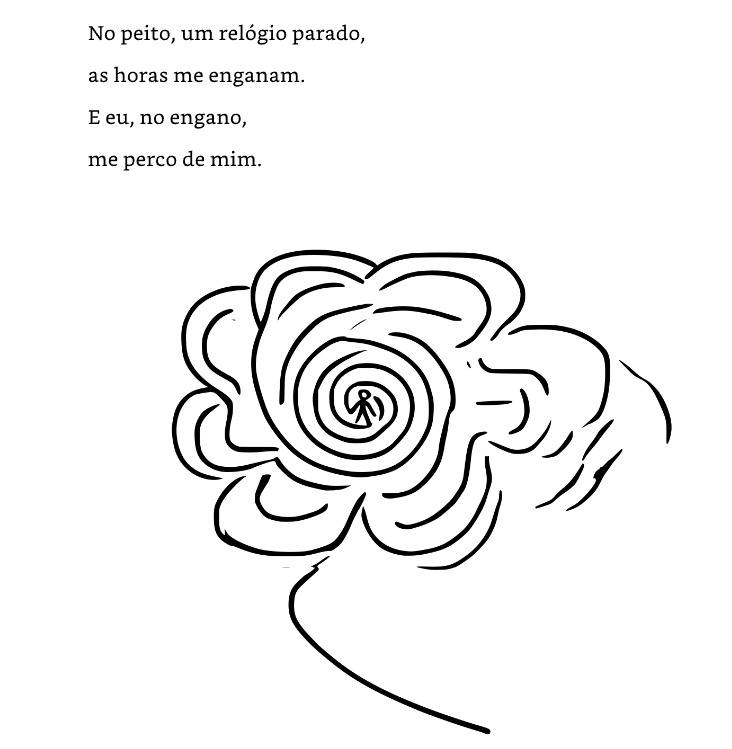 No peito, um relógio parado,
as horas me enganam.
E eu, no engano,
me perco de mim.